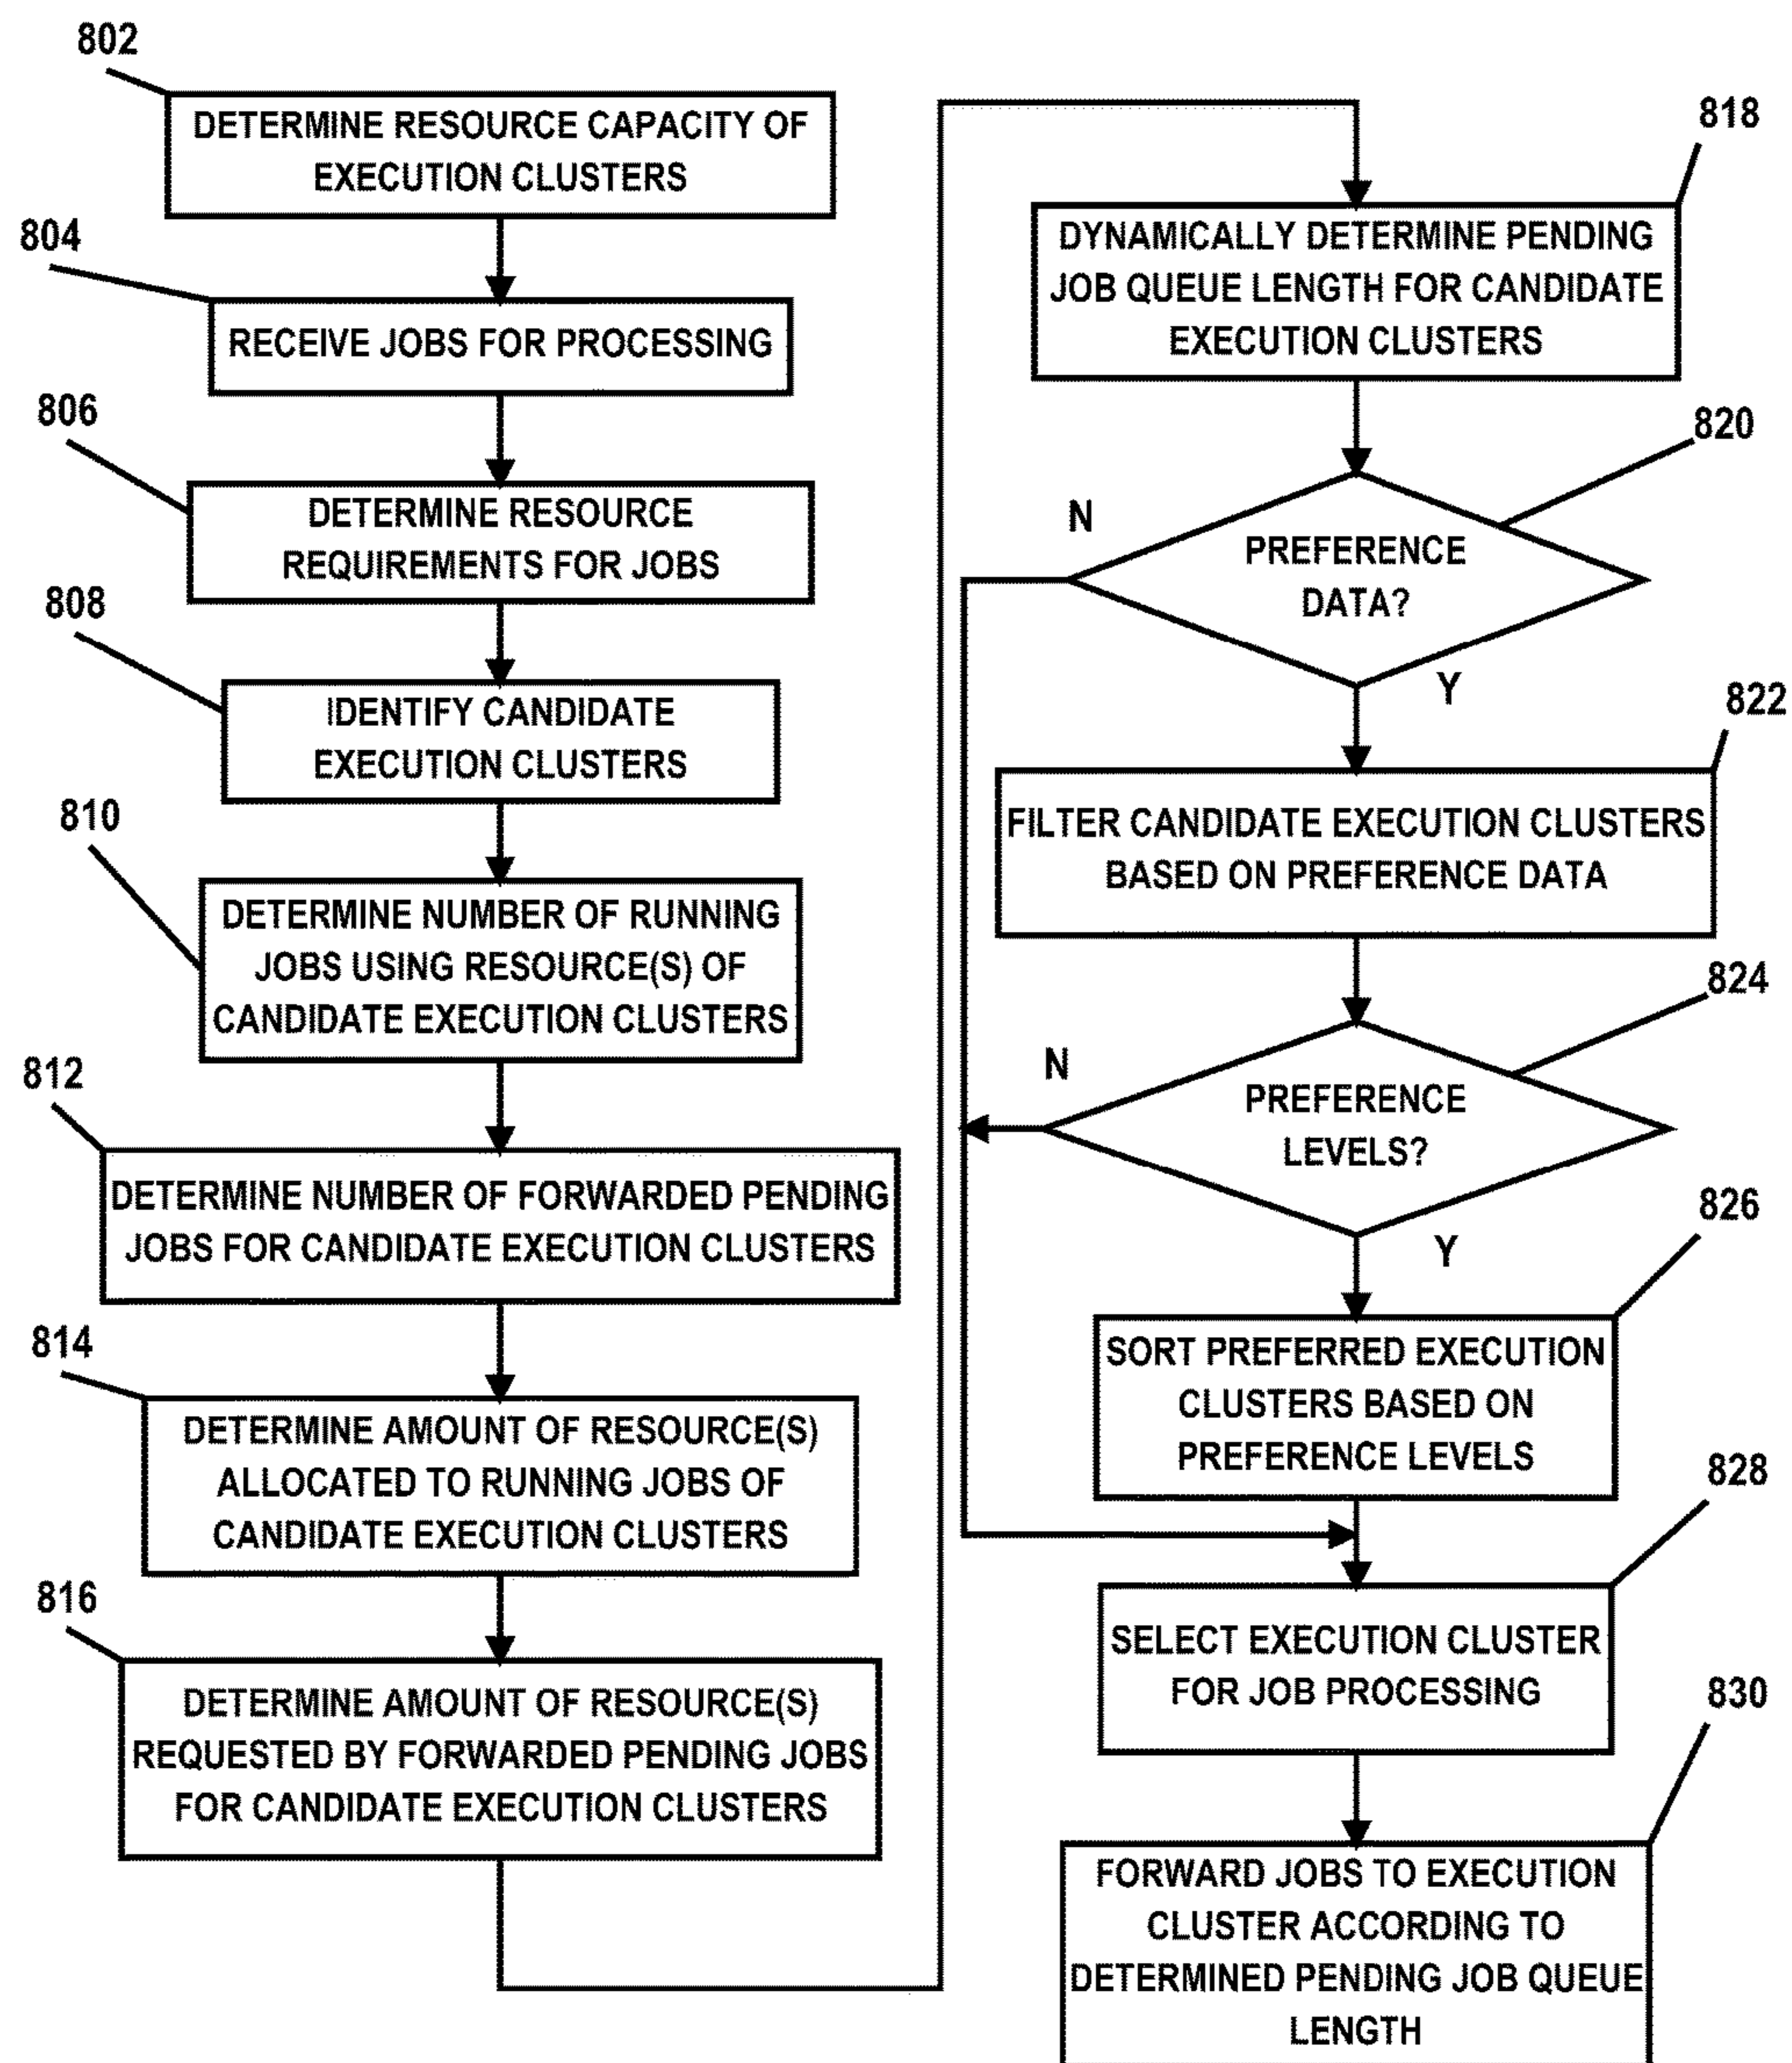 802
DETERMINE RESOURCE CAPACITY OF
EXECUTION CLUSTERS
804
RECEIVE JOBS FOR PROCESSING
806
DETERMINE RESOURCE
REQUIREMENTS FOR JOBS
808
IDENTIFY CANDIDATE
EXECUTION CLUSTERS
810
DETERMINE NUMBER OF RUNNING
JOBS USING RESOURCE(S) OF
CANDIDATE EXECUTION CLUSTERS
812
DETERMINE NUMBER OF FORWARDED PENDING
JOBS FOR CANDIDATE EXECUTION CLUSTERS
814
DETERMINE AMOUNT OF RESOURCE(S)
ALLOCATED TO RUNNING JOBS OF
CANDIDATE EXECUTION CLUSTERS
816
DETERMINE AMOUNT OF RESOURCE(S)
REQUESTED BY FORWARDED PENDING JOBS
FOR CANDIDATE EXECUTION CLUSTERS
818
DYNAMICALLY DETERMINE PENDING
JOB QUEUE LENGTH FOR CANDIDATE
EXECUTION CLUSTERS
820
N
PREFERENCE
DATA?
Y
822
FILTER CANDIDATE EXECUTION CLUSTERS
BASED ON PREFERENCE DATA
824
N
PREFERENCE
LEVELS?
Y
826
SORT PREFERRED EXECUTION
CLUSTERS BASED ON
PREFERENCE LEVELS
828
SELECT EXECUTION CLUSTER
FOR JOB PROCESSING
830
FORWARD JOBS TO EXECUTION
CLUSTER ACCORDING TO
DETERMINED PENDING JOB QUEUE
LENGTH